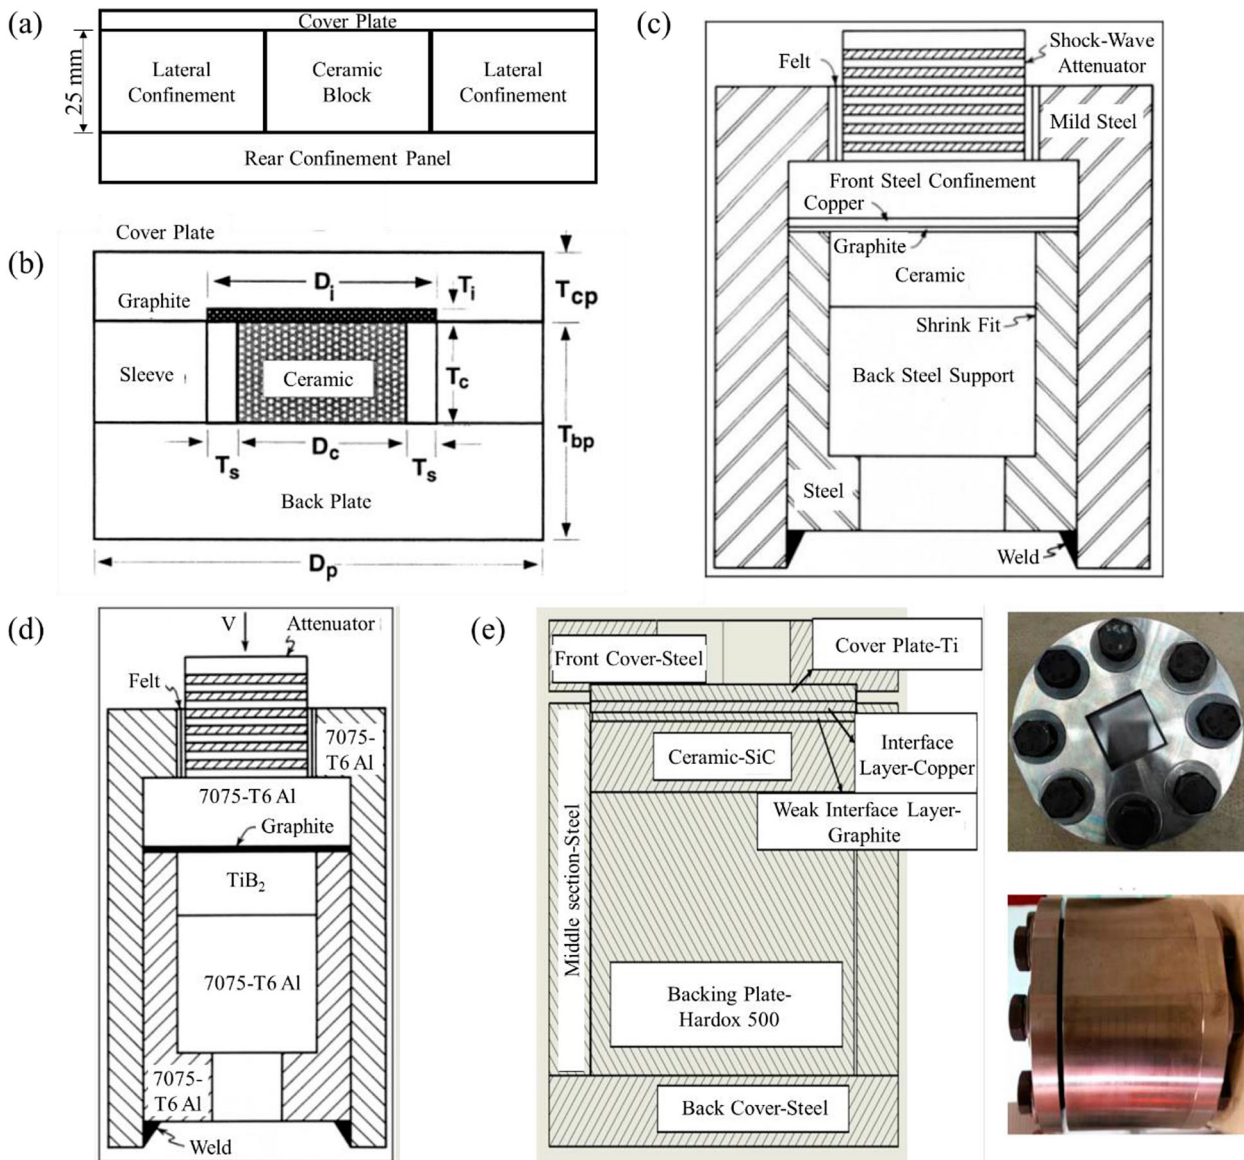 (a)
Cover Plate
25 mm
Lateral
Confinement
Ceramic
Block
Lateral
Confinement
Rear Confinement Panel
(b)
Cover Plate
Graphite
Di
Ti
Tcp
Sleeve
Ceramic
Tc
Ts
Dc
Ts
Tbp
Back Plate
Dp
(c)
Felt
Shock-Wave
Attenuator
Mild Steel
Front Steel Confinement
Copper
Graphite
Ceramic
Shrink Fit
Back Steel Support
Steel
Weld
(d)
V
Attenuator
Felt
7075-
T6 Al
7075-T6 Al
Graphite
TiB2
7075-T6 Al
7075-
T6 Al
Weld
(e)
Front Cover-Steel
Cover Plate-Ti
Ceramic-SiC
Interface
Layer-Copper
Weak Interface Layer-
Graphite
Middle section-Steel
Backing Plate-
Hardox 500
Back Cover-Steel